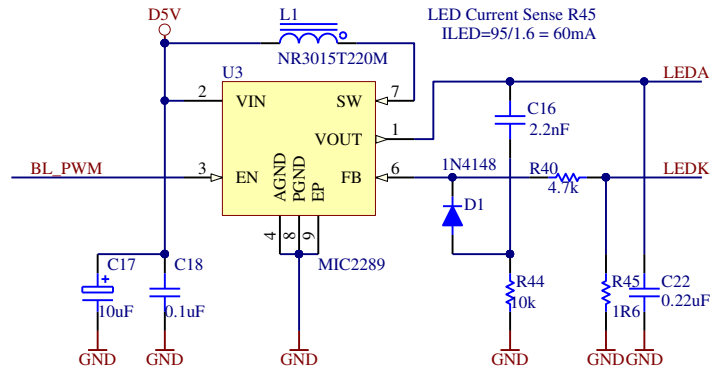 D5V
L1
LED Current Sense R45
ILED=95/1.6 = 60mA
NR3015T220M
U3
LEDA
2
VIN
SW
7
C16
2.2nF
VOUT
1
BL_PWM
3
EN
FB
6
1N4148
R40
4.7k
LEDK
AGND
PGND
EP
D1
4
8
9
MIC2289
C17
10uF
C18
0.1uF
R44
10k
R45
1R6
C22
0.22uF
GND
GND
GND
GND
GND
GND